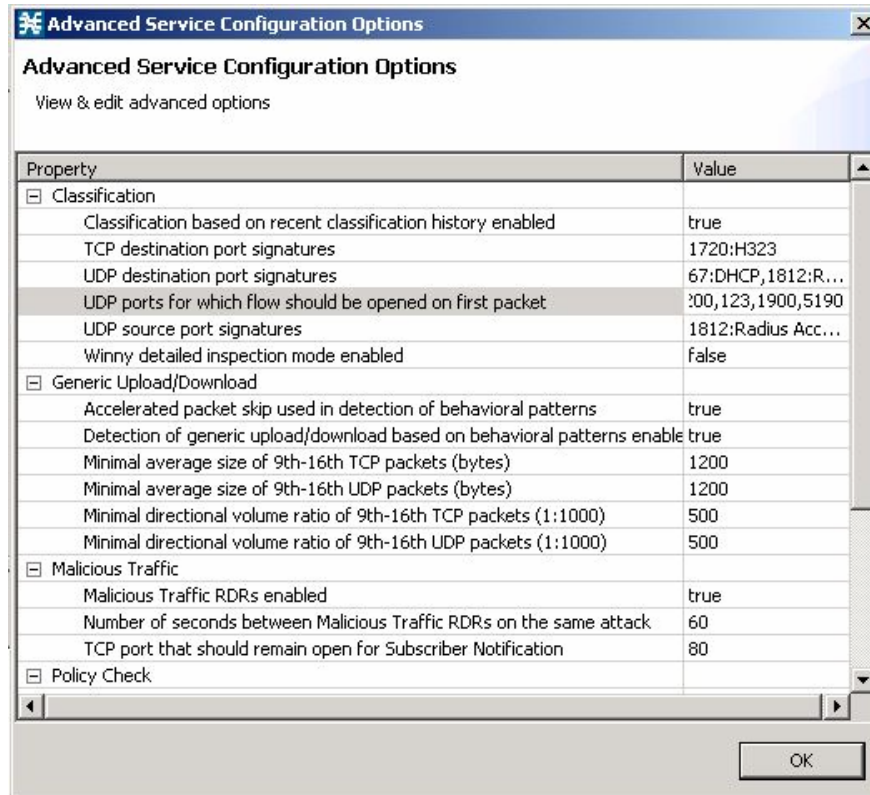 Advanced Service Configuration Options
Advanced Service Configuration Options
View & edit advanced options
Property Value
Classification
Classification based on recent classification history enabled true
TCP destination port signatures 1720:H323
UDP destination port signatures 67:DHCP,1812:R...
UDP ports for which flow should be opened on first packet 00,123,1900,5190
UDP source port signatures 1812:Radius Acc...
Winny detailed inspection mode enabled false
Generic Upload/Download
Accelerated packet skip used in detection of behavioral patterns true
Detection of generic upload/download based on behavioral patterns enable true
Minimal average size of 9th-16th TCP packets (bytes) 1200
Minimal average size of 9th-16th UDP packets (bytes) 1200
Minimal directional volume ratio of 9th-16th TCP packets (1:1000) 500
Minimal directional volume ratio of 9th-16th UDP packets (1:1000) 500
Malicious Traffic
Malicious Traffic RDRs enabled true
Number of seconds between Malicious Traffic RDRs on the same attack 60
TCP port that should remain open for Subscriber Notification 80
Policy Check
OK